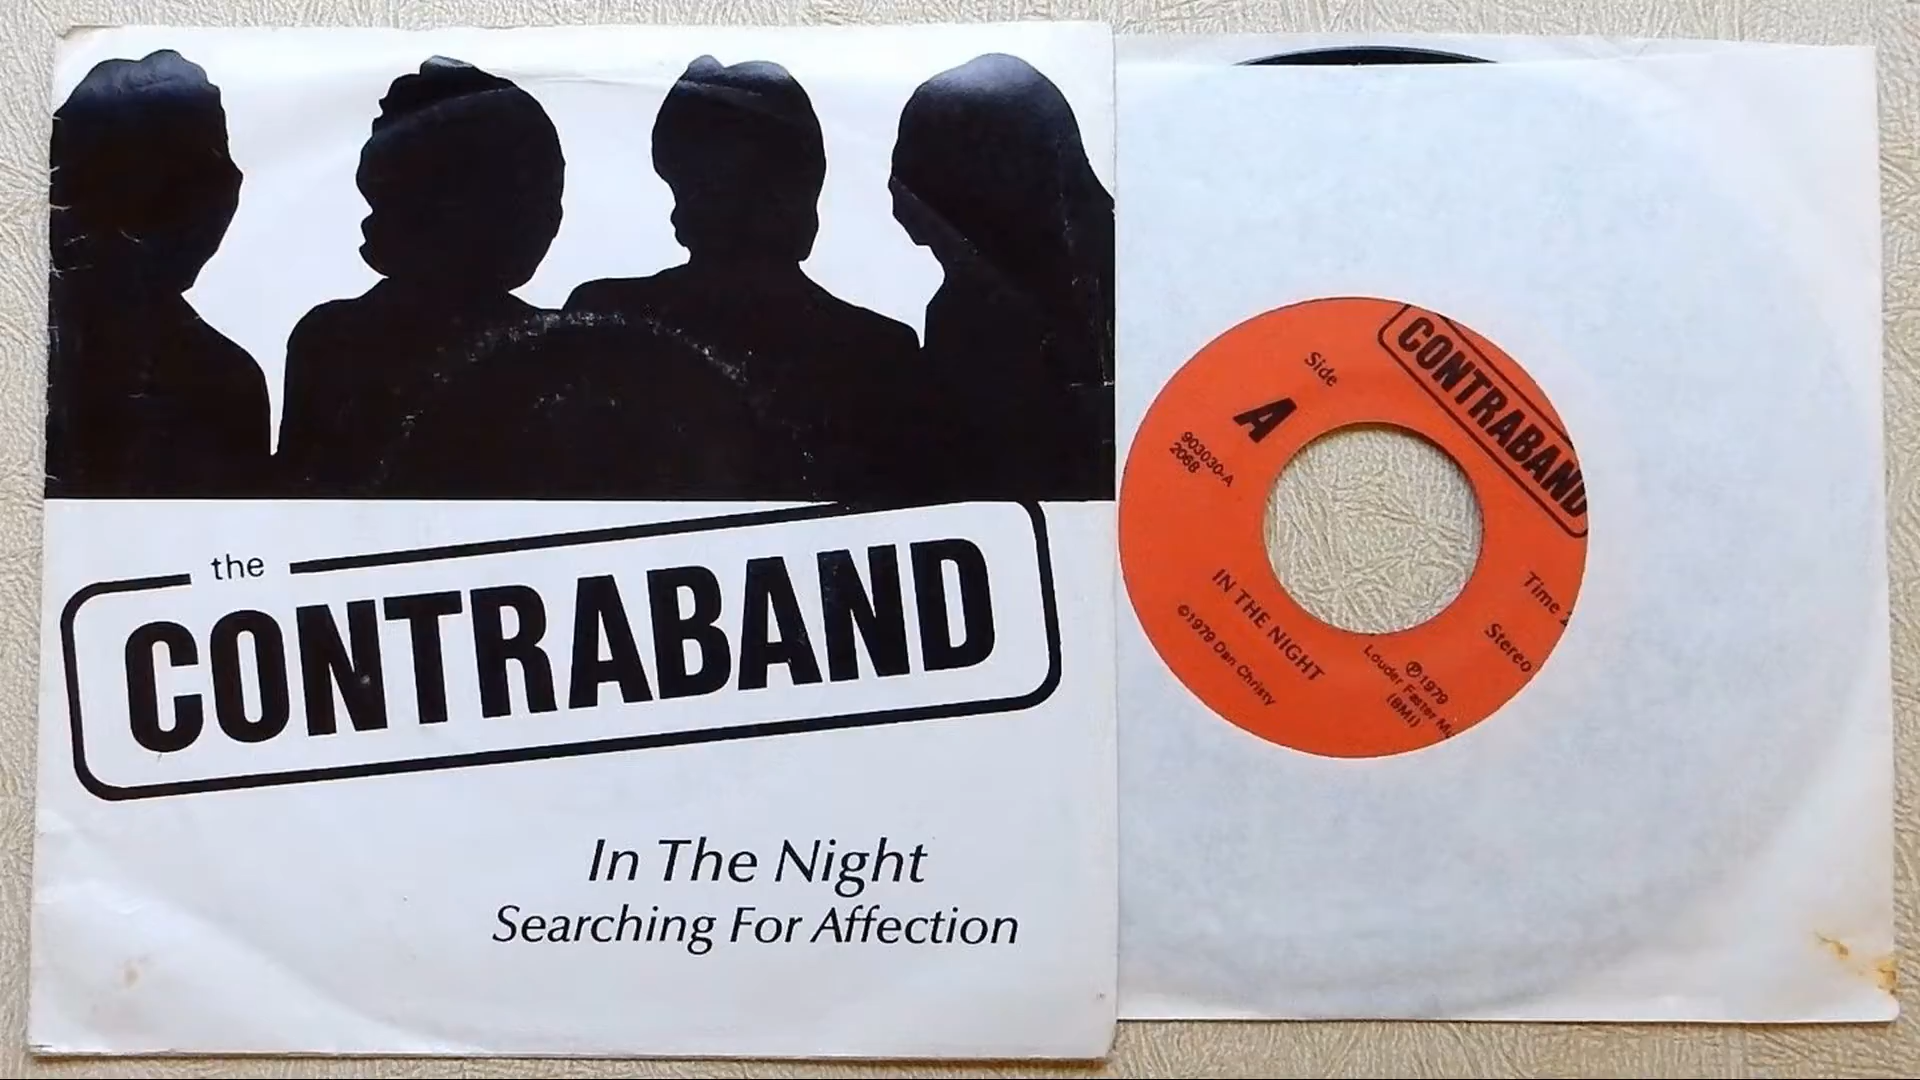 the
CONTRABAND
In The Night
Searching For Affection
CONTRABAND
Side
A
903030-A
2068
IN THE NIGHT
©1979 Dan Christy
Time
Stereo
℗1979
Louder Faster
(BMI)